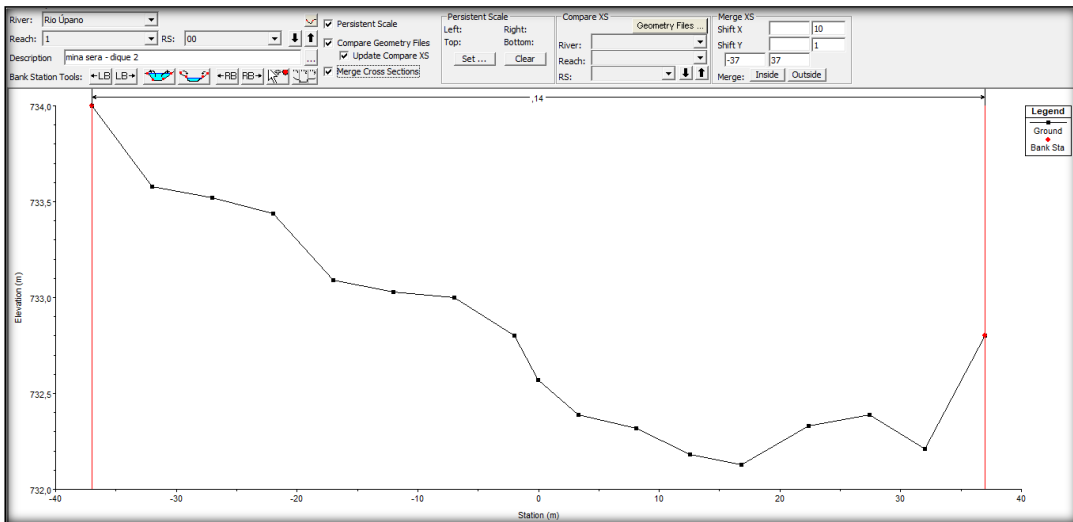 River: Rio Úpano
Reach: 1 RS: 00
Description mina sera - dique 2 ...
Bank Station Tools: ←LB LB→ ←RB RB→
Persistent Scale
Compare Geometry Files
Update Compare XS
Merge Cross Sections
Persistent Scale
Left: Right:
Top: Bottom:
Set ... Clear
Compare XS Geometry Files ...
River:
Reach:
RS:
Merge XS
Shift X 10
Shift Y 1
-37 37
Merge: Inside Outside
,14
Legend
Ground
Bank Sta
Elevation (m)
734,0
733,5
733,0
732,5
732,0
-40 -30 -20 -10 0 10 20 30 40
Station (m)